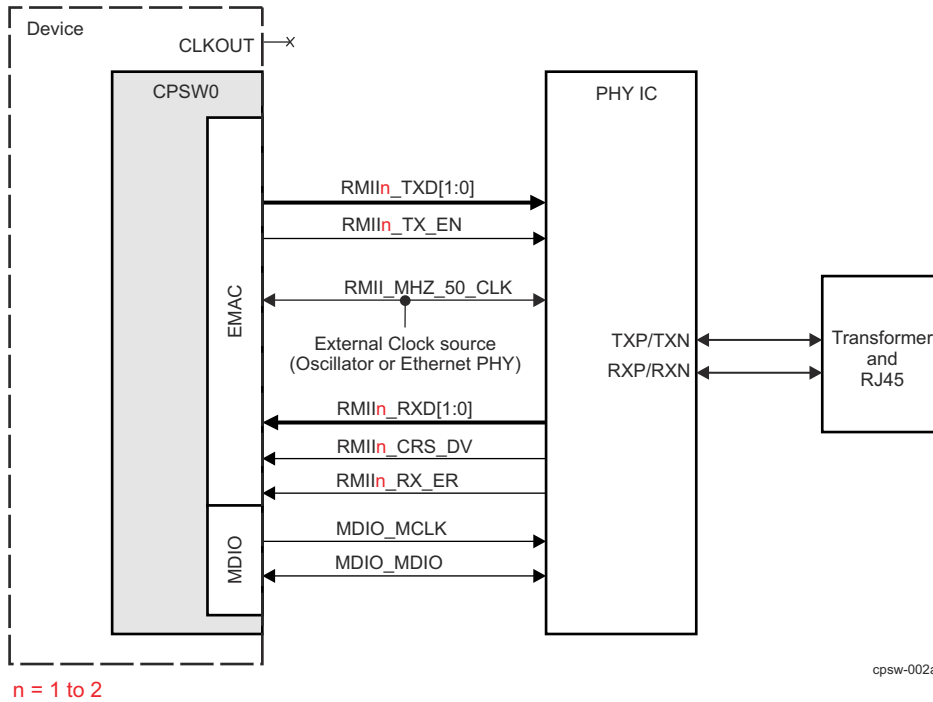 Device
CLKOUT
CPSW0
PHY IC
RMIIn_TXD[1:0]
RMIIn_TX_EN
RMII_MHZ_50_CLK
EMAC
External Clock source
(Oscillator or Ethernet PHY)
TXP/TXN
RXP/RXN
Transformer
and
RJ45
RMIIn_RXD[1:0]
RMIIn_CRS_DV
RMIIn_RX_ER
MDIO
MDIO_MCLK
MDIO_MDIO
cpsw-002a
n = 1 to 2